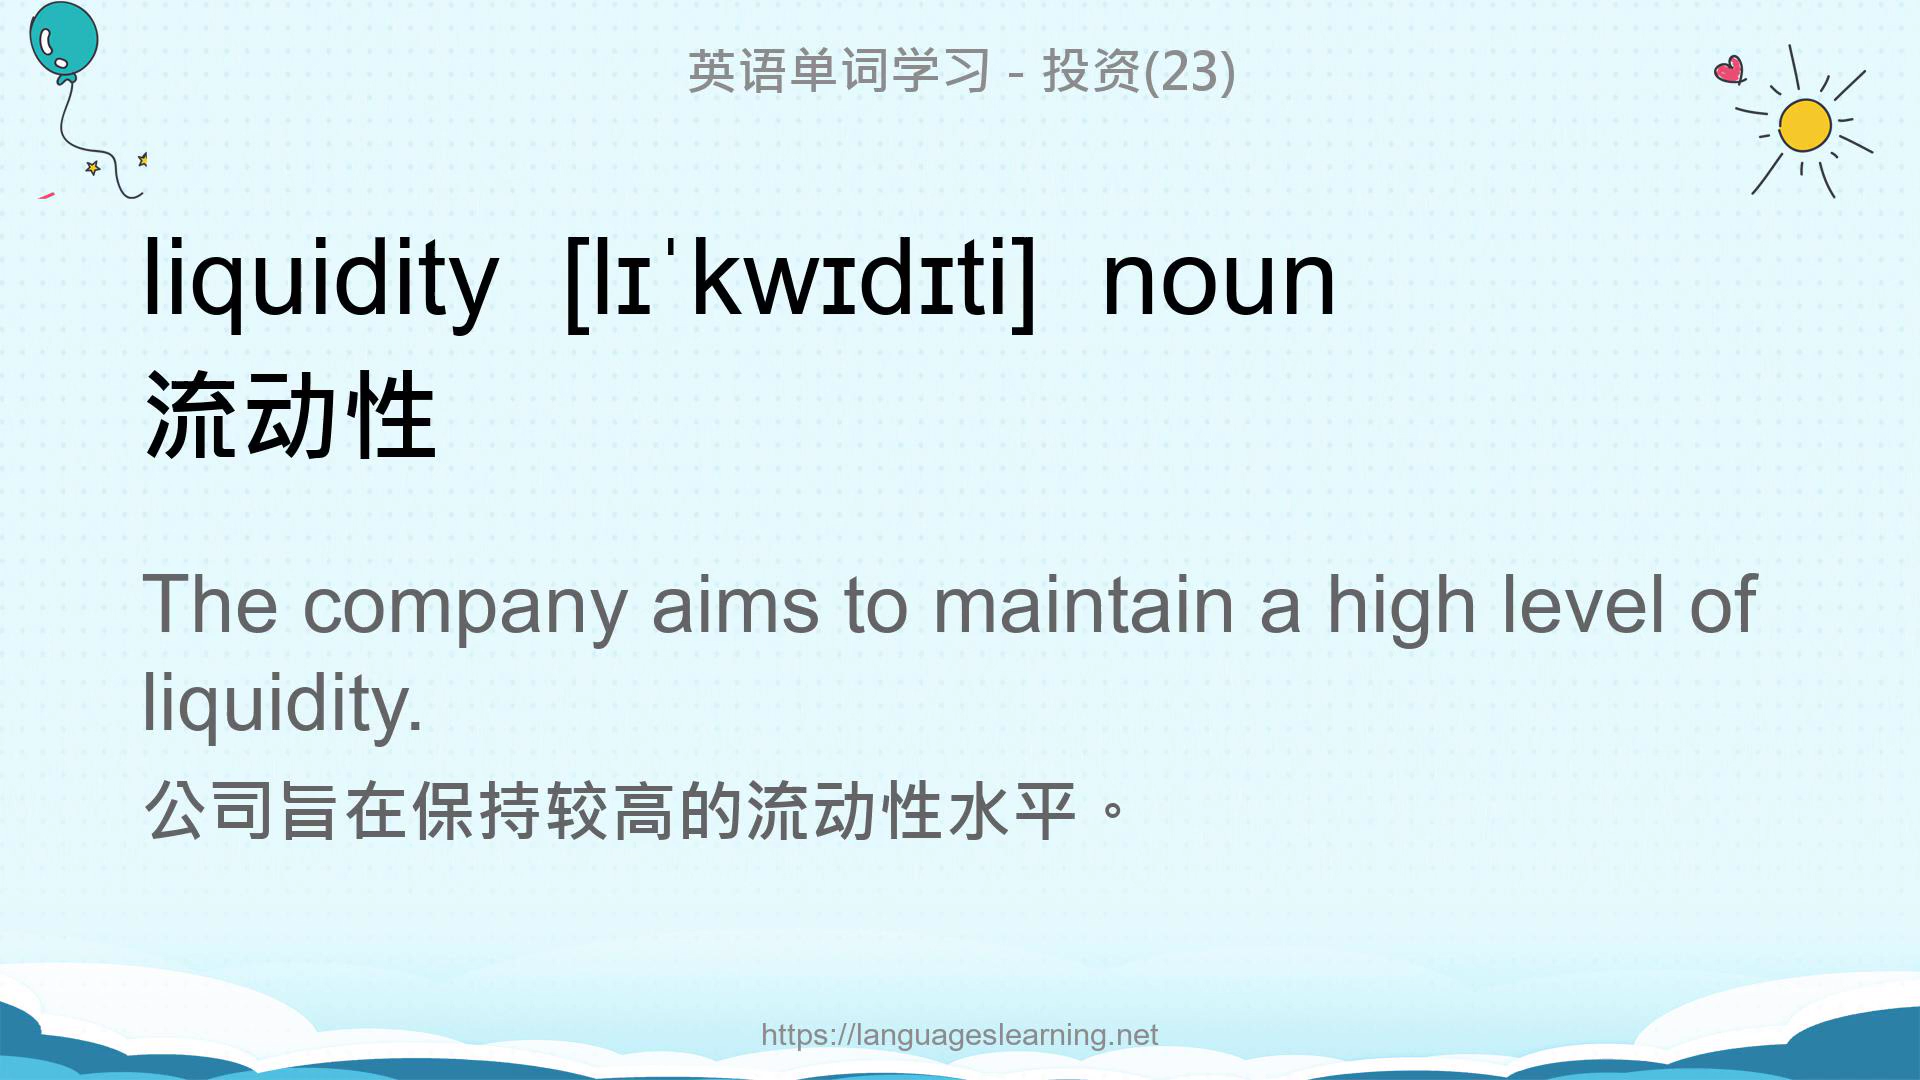 英语单词学习 - 投资(23)
liquidity [lɪˈkwɪdɪti] noun
流动性
The company aims to maintain a high level of
liquidity.
公司旨在保持较高的流动性水平。
https://languageslearning.net